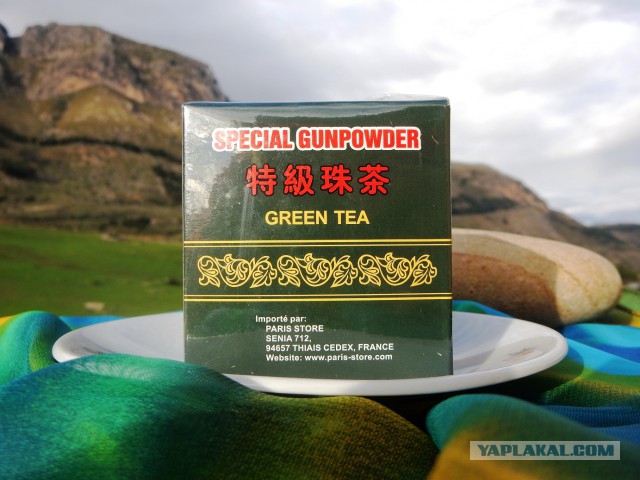 SPECIAL GUNPOWDER
特級珠茶
GREEN TEA
Importé par:
PARIS STORE
SENIA 712,
94657 THIAIS CEDEX, FRANCE
Website: www.paris-store.com
YAPLAKAL.COM